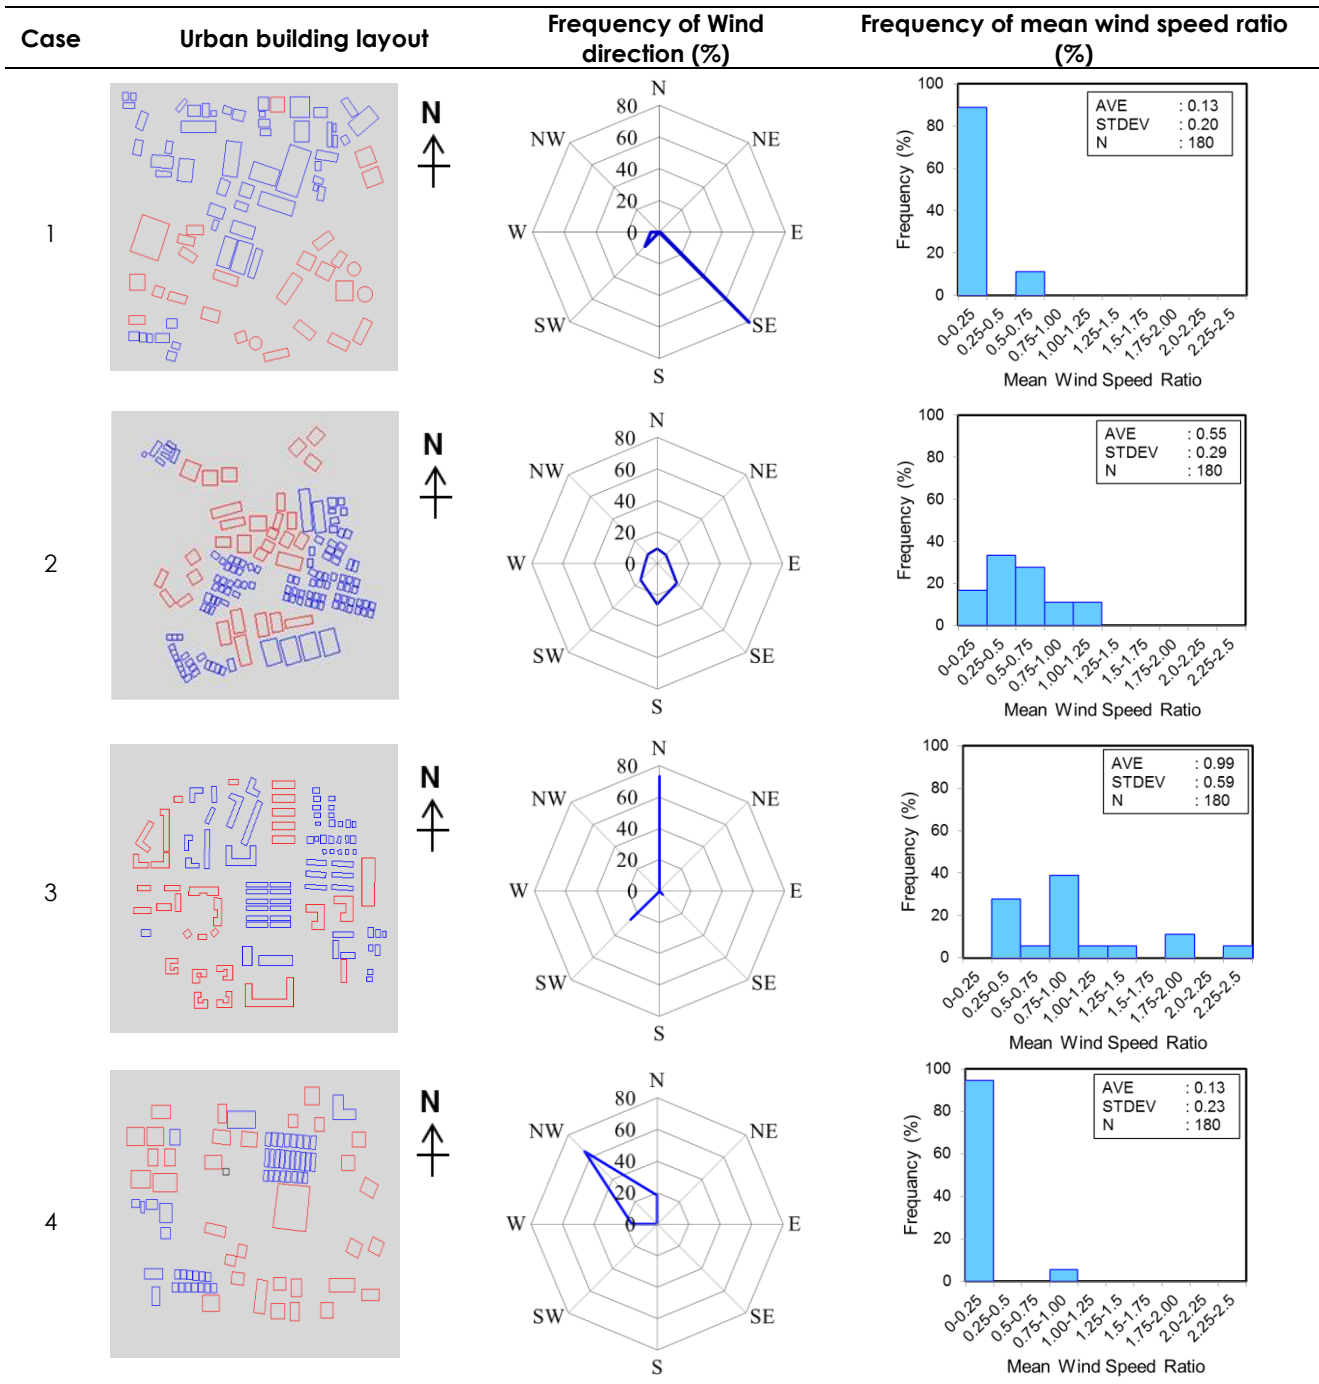 Case
Urban building layout
Frequency of Wind
direction (%)
Frequency of mean wind speed ratio
(%)
1
N
N
NE
E
SE
S
SW
W
NW
80
60
40
20
0
Frequency (%)
100
80
60
40
20
0
AVE : 0.13
STDEV : 0.20
N : 180
0-0.25
0.25-0.5
0.5-0.75
0.75-1.00
1.00-1.25
1.25-1.5
1.5-1.75
1.75-2.00
2.0-2.25
2.25-2.5
Mean Wind Speed Ratio
2
N
N
NE
E
SE
S
SW
W
NW
80
60
40
20
0
Frequency (%)
100
80
60
40
20
0
AVE : 0.55
STDEV : 0.29
N : 180
0-0.25
0.25-0.5
0.5-0.75
0.75-1.00
1.00-1.25
1.25-1.5
1.5-1.75
1.75-2.00
2.0-2.25
2.25-2.5
Mean Wind Speed Ratio
3
N
N
NE
E
SE
S
SW
W
NW
80
60
40
20
0
Frequency (%)
100
80
60
40
20
0
AVE : 0.99
STDEV : 0.59
N : 180
0-0.25
0.25-0.5
0.5-0.75
0.75-1.00
1.00-1.25
1.25-1.5
1.5-1.75
1.75-2.00
2.0-2.25
2.25-2.5
Mean Wind Speed Ratio
4
N
N
NE
E
SE
S
SW
W
NW
80
60
40
20
0
Frequancy (%)
100
80
60
40
20
0
AVE : 0.13
STDEV : 0.23
N : 180
0-0.25
0.25-0.5
0.5-0.75
0.75-1.00
1.00-1.25
1.25-1.5
1.5-1.75
1.75-2.00
2.0-2.25
2.25-2.5
Mean Wind Speed Ratio